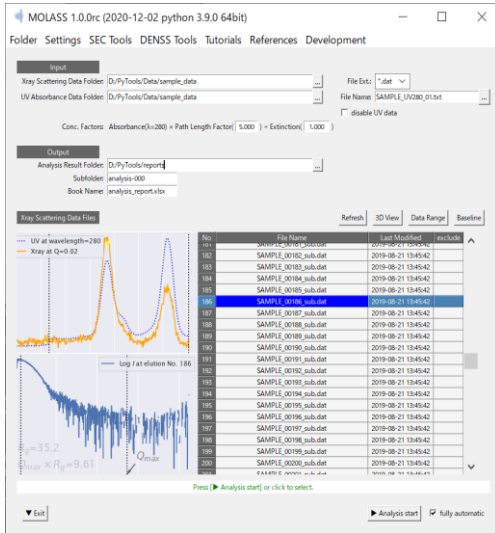 MOLASS 1.0.0rc (2020-12-02 python 3.9.0 64bit)
Folder Settings SEC Tools DENSS Tools Tutorials References Development
Input
Xray Scattering Data Folder: D:/PyTools/Data/sample_data ... File Ext.: *.dat
UV Absorbance Data Folder: D:/PyTools/Data/sample_data ... File Name: SAMPLE_UV280_01.txt ...
disable UV data
Conc. Factors: Absorbance(λ=280) × Path Length Factor( 5.000 ) ÷ Extinction( 1.000 )
Output
Analysis Result Folder: D:/PyTools/reports ...
Subfolder: analysis-000
Book Name: analysis_report.xlsx
Xray Scattering Data Files Refresh 3D View Data Range Baseline
UV at wavelength=280
Xray at Q=0.02
Log I at elution No. 186
Rg=35.2
Qmax × Rg=9.61
Qmax
No File Name Last Modified exclude
181 SAMPLE_00181_sub.dat 2019-08-21 13:45:42
182 SAMPLE_00182_sub.dat 2019-08-21 13:45:42
183 SAMPLE_00183_sub.dat 2019-08-21 13:45:42
184 SAMPLE_00184_sub.dat 2019-08-21 13:45:42
185 SAMPLE_00185_sub.dat 2019-08-21 13:45:42
186 SAMPLE_00186_sub.dat 2019-08-21 13:45:42
187 SAMPLE_00187_sub.dat 2019-08-21 13:45:42
188 SAMPLE_00188_sub.dat 2019-08-21 13:45:42
189 SAMPLE_00189_sub.dat 2019-08-21 13:45:42
190 SAMPLE_00190_sub.dat 2019-08-21 13:45:42
191 SAMPLE_00191_sub.dat 2019-08-21 13:45:42
192 SAMPLE_00192_sub.dat 2019-08-21 13:45:42
193 SAMPLE_00193_sub.dat 2019-08-21 13:45:42
194 SAMPLE_00194_sub.dat 2019-08-21 13:45:42
195 SAMPLE_00195_sub.dat 2019-08-21 13:45:42
196 SAMPLE_00196_sub.dat 2019-08-21 13:45:42
197 SAMPLE_00197_sub.dat 2019-08-21 13:45:42
198 SAMPLE_00198_sub.dat 2019-08-21 13:45:42
199 SAMPLE_00199_sub.dat 2019-08-21 13:45:42
200 SAMPLE_00200_sub.dat 2019-08-21 13:45:42
Press [▶ Analysis start] or click to select.
▼ Exit ▶ Analysis start fully automatic